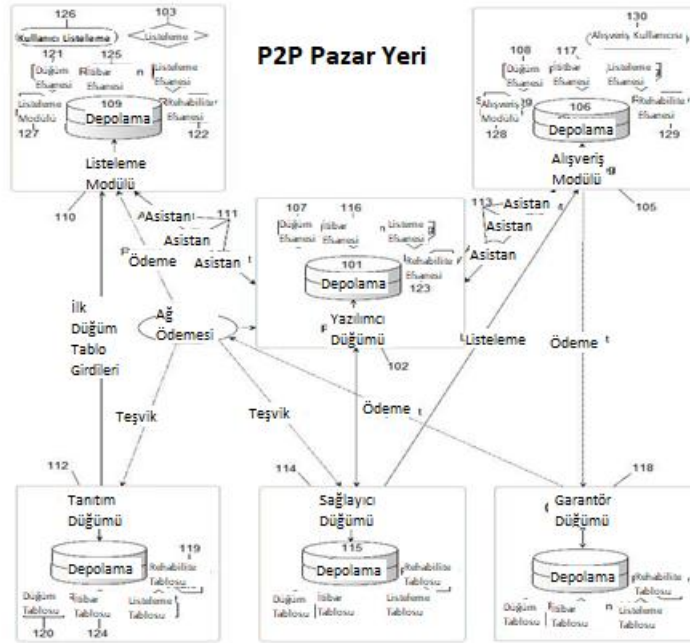 P2P Pazar Yeri
126
Kullanıcı Listeleme
103
Listeleme
121
125
Düğüm Efsanesi
İtibar Efsanesi
Listeleme Efsanesi
Listeleme Modülü
127
109
Depolama
Rehabilite Efsanesi
122
Listeleme Modülü
110
130
Alışveriş Kullanıcısı
108
117
Düğüm Efsanesi
İtibar Efsanesi
Listeleme Efsanesi
Alışveriş Modülü
128
106
Depolama
Rehabilite Efsanesi
129
Alışveriş Modülü
105
111
Asistan
Asistan
Asistan
113
Asistan
Asistan
Asistan
107
116
Düğüm Efsanesi
İtibar Efsanesi
Listeleme Efsanesi
101
Depolama
Rehabilite Efsanesi
123
Yazılımcı Düğümü
102
Ödeme
İlk Düğüm Tablo Girdileri
Ağ Ödemesi
Listeleme
Ödeme
Teşvik
Teşvik
Ödeme
112
Tanıtım Düğümü
119
Depolama
Rehabilite Tablosu
Düğüm Tablosu
İtibar Tablosu
Listeleme Tablosu
120
124
114
Sağlayıcı Düğümü
115
Depolama
Düğüm Tablosu
İtibar Tablosu
Listeleme Tablosu
118
Garantör Düğümü
Depolama
Rehabilite Tablosu
Düğüm Tablosu
İtibar Tablosu
Listeleme Tablosu